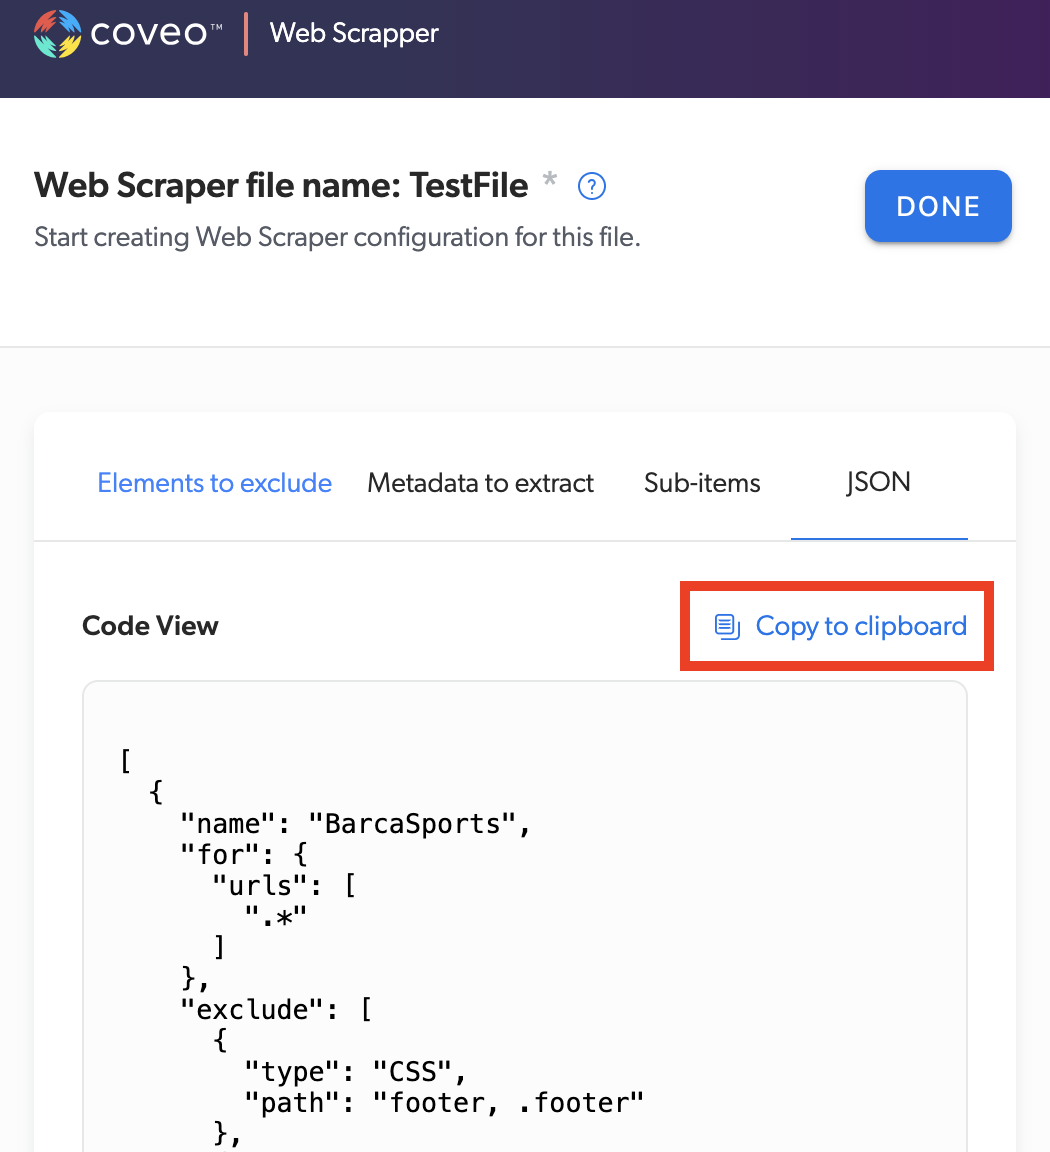 coveo™ | Web Scrapper
Web Scraper file name: TestFile * ?
DONE
Start creating Web Scraper configuration for this file.
Elements to exclude Metadata to extract Sub-items JSON
Code View
Copy to clipboard
[
{
"name": "BarcaSports",
"for": {
"urls": [
".*"
]
},
"exclude": [
{
"type": "CSS",
"path": "footer, .footer"
},